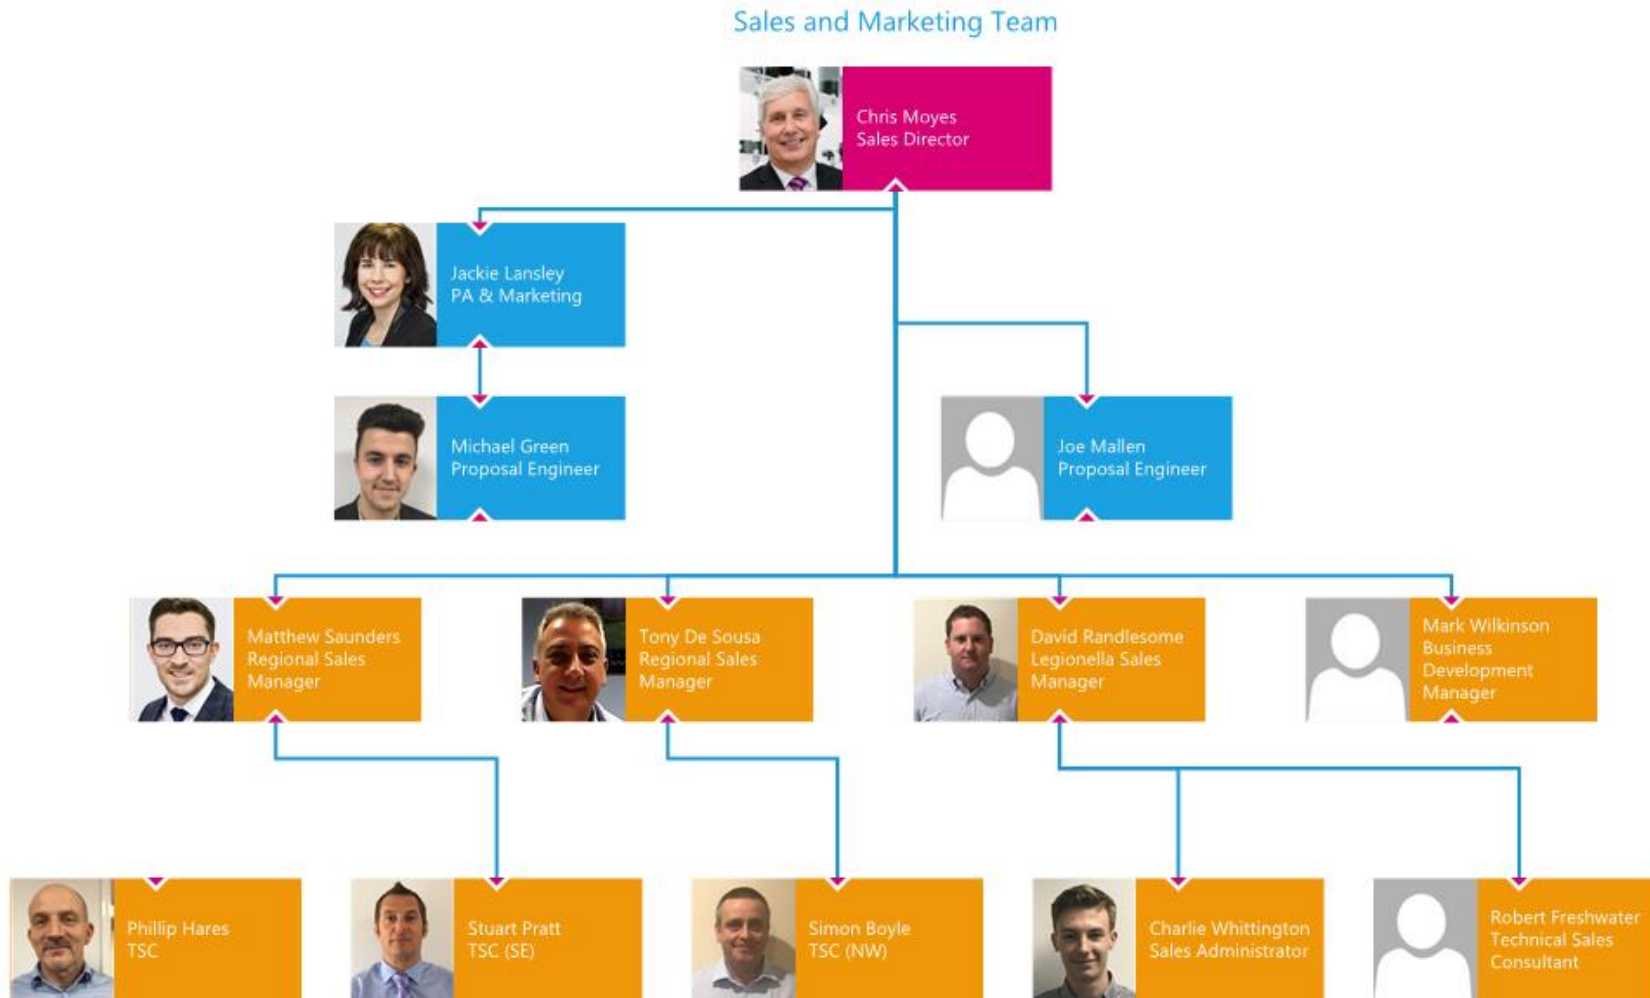 Sales and Marketing Team
Chris Moyes
Sales Director
Jackie Lansley
PA & Marketing
Michael Green
Proposal Engineer
Joe Mallen
Proposal Engineer
Matthew Saunders
Regional Sales
Manager
Tony De Sousa
Regional Sales
Manager
David Randlesome
Legionella Sales
Manager
Mark Wilkinson
Business
Development
Manager
Phillip Hares
TSC
Stuart Pratt
TSC (SE)
Simon Boyle
TSC (NW)
Charlie Whittington
Sales Administrator
Robert Freshwater
Technical Sales
Consultant